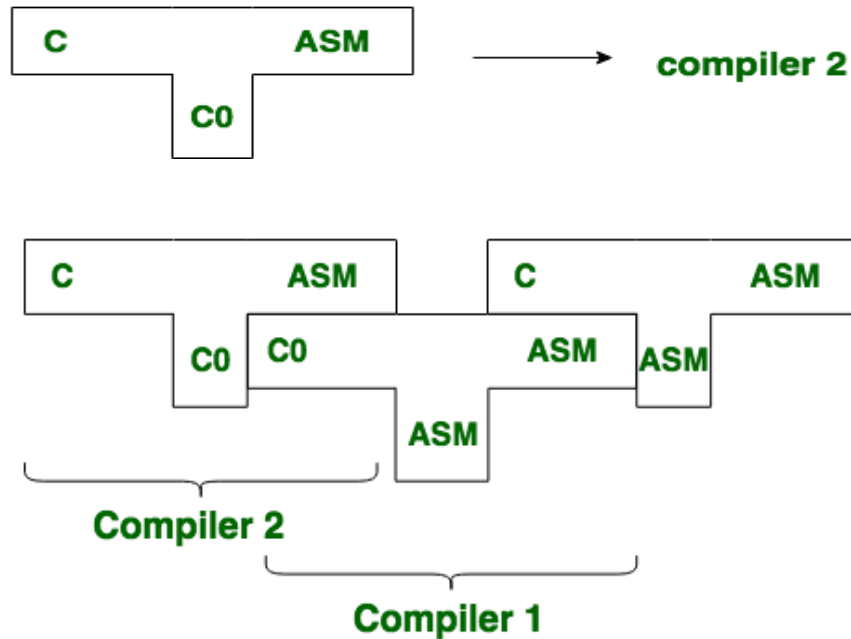 C ASM
C0
compiler 2
C ASM C ASM
C0 C0 ASM ASM
ASM
Compiler 2
Compiler 1